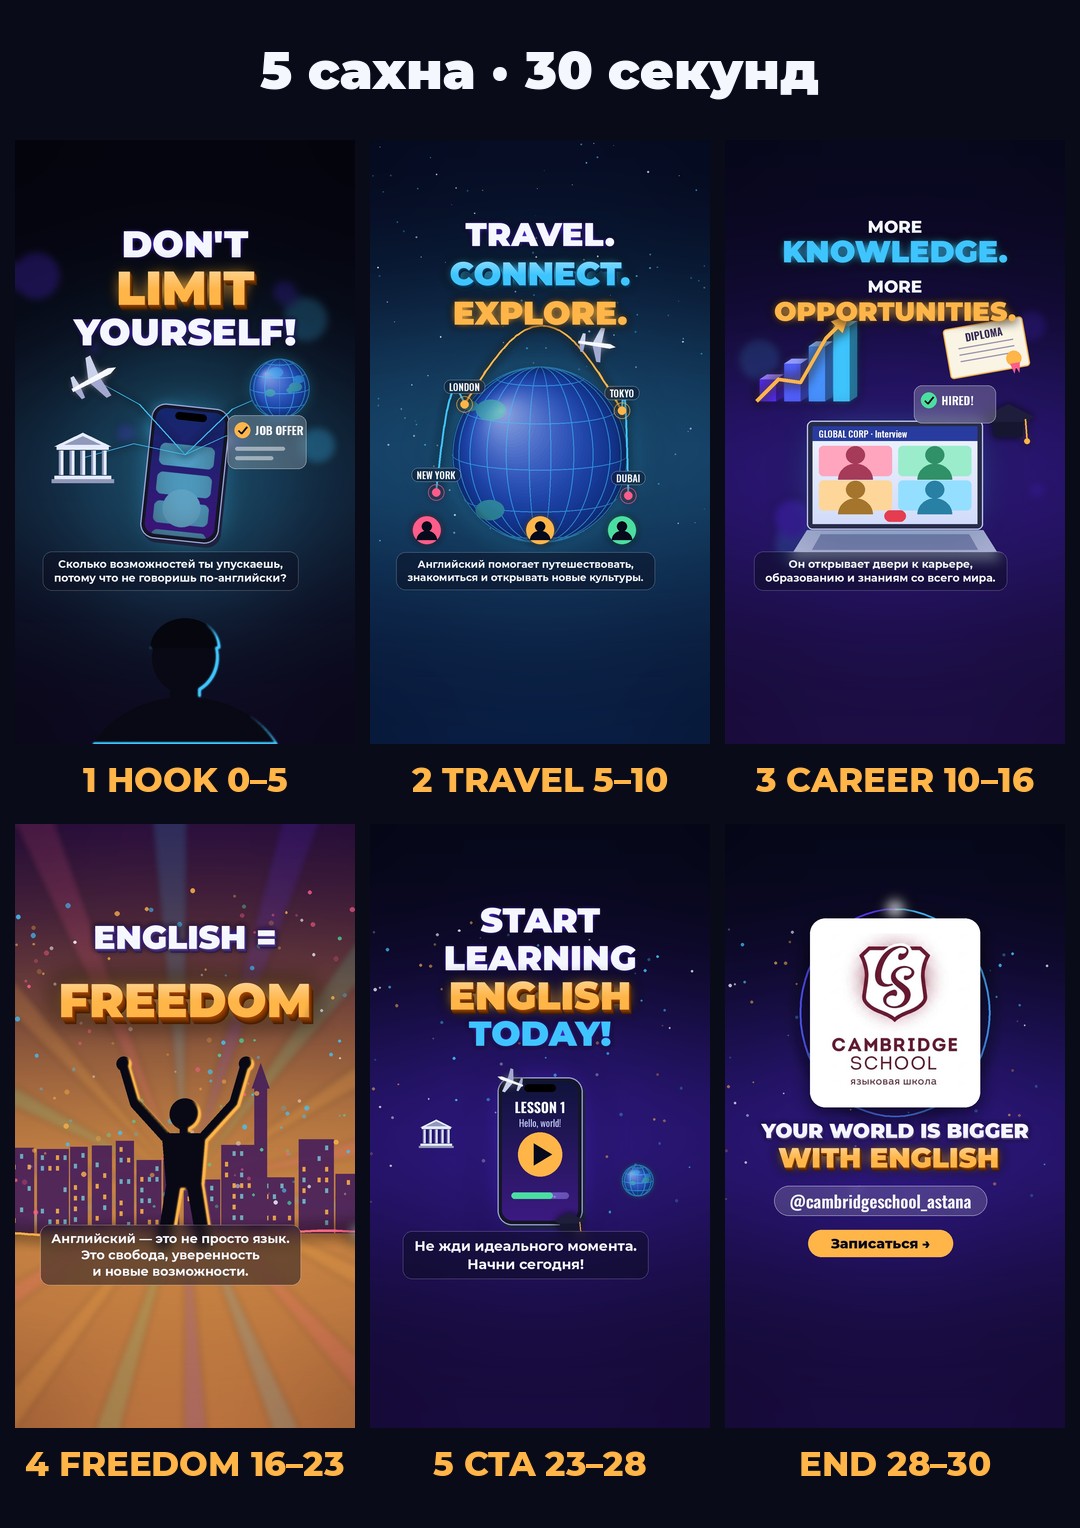 5 сахна • 30 секунд
DON'T
LIMIT
YOURSELF!
JOB OFFER
Сколько возможностей ты упускаешь,
потому что не говоришь по-английски?
1 HOOK 0–5
TRAVEL.
CONNECT.
EXPLORE.
LONDON
TOKYO
NEW YORK
DUBAI
Английский помогает путешествовать,
знакомиться и открывать новые культуры.
2 TRAVEL 5–10
MORE
KNOWLEDGE.
MORE
OPPORTUNITIES.
DIPLOMA
HIRED!
GLOBAL CORP · Interview
Он открывает двери к карьере,
образованию и знаниям со всего мира.
3 CAREER 10–16
ENGLISH =
FREEDOM
Английский — это не просто язык.
Это свобода, уверенность
и новые возможности.
4 FREEDOM 16–23
START
LEARNING
ENGLISH
TODAY!
LESSON 1
Hello, world!
Не жди идеального момента.
Начни сегодня!
5 CTA 23–28
CS
CAMBRIDGE
SCHOOL
языковая школа
YOUR WORLD IS BIGGER
WITH ENGLISH
@cambridgeschool_astana
Записаться →
END 28–30